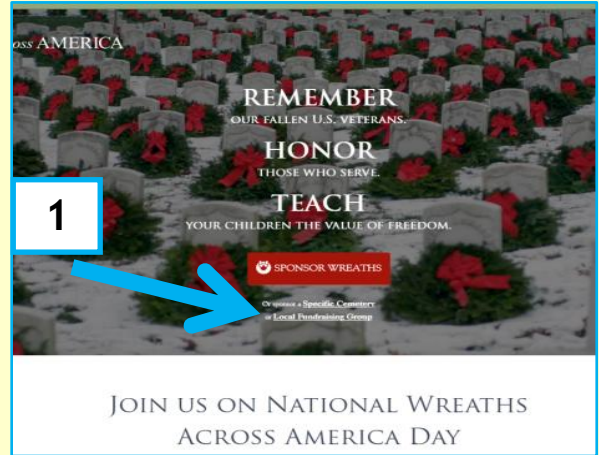 oss AMERICA
REMEMBER
OUR FALLEN U.S. VETERANS.
HONOR
THOSE WHO SERVE.
TEACH
YOUR CHILDREN THE VALUE OF FREEDOM.
1
SPONSOR WREATHS
Or sponsor a Specific Cemetery
or Local Fundraising Group
JOIN US ON NATIONAL WREATHS
ACROSS AMERICA DAY